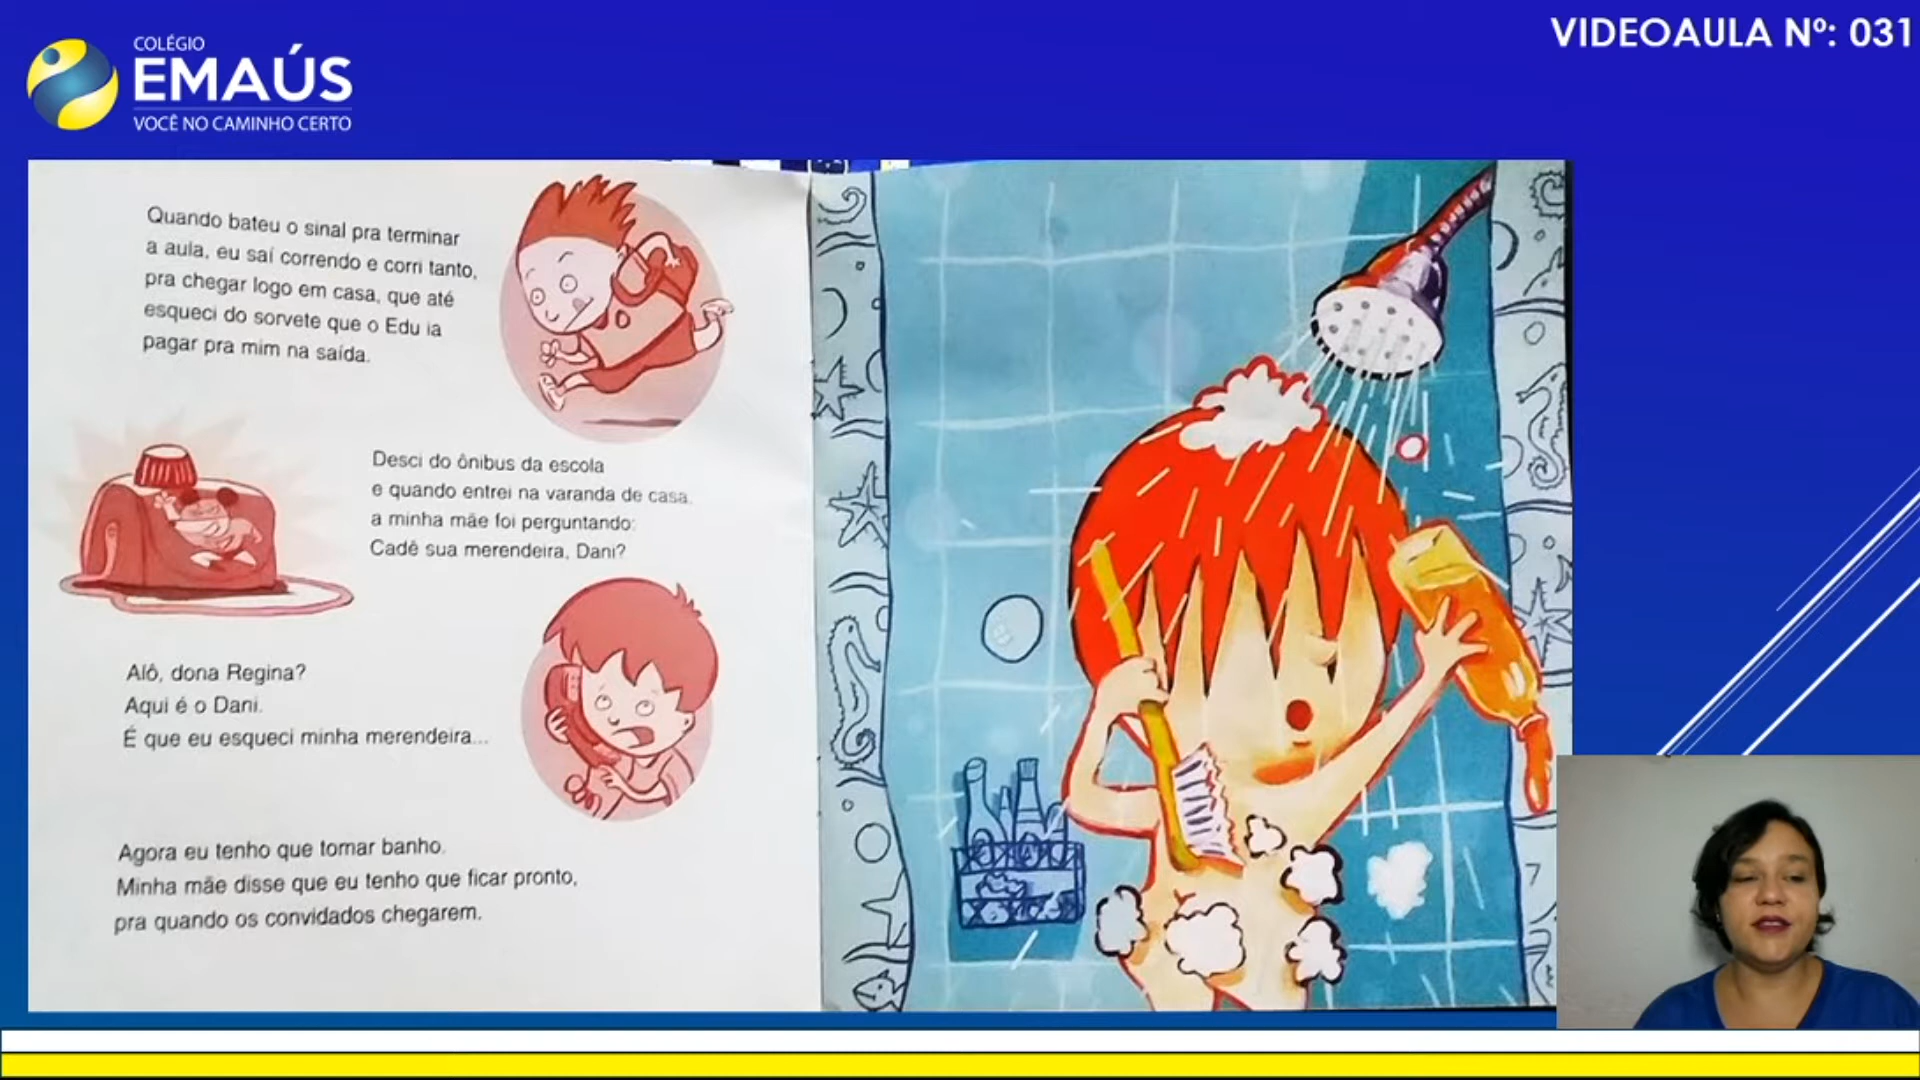 COLÉGIO
EMAÚS
VOCÊ NO CAMINHO CERTO
VIDEOAULA Nº: 031
Quando bateu o sinal pra terminar
a aula, eu saí correndo e corri tanto,
pra chegar logo em casa, que até
esqueci do sorvete que o Edu ia
pagar pra mim na saída.
Desci do ônibus da escola
e quando entrei na varanda de casa,
a minha mãe foi perguntando:
Cadê sua merendeira, Dani?
Alô, dona Regina?
Aqui é o Dani.
É que eu esqueci minha merendeira...
Agora eu tenho que tomar banho.
Minha mãe disse que eu tenho que ficar pronto,
pra quando os convidados chegarem.
7